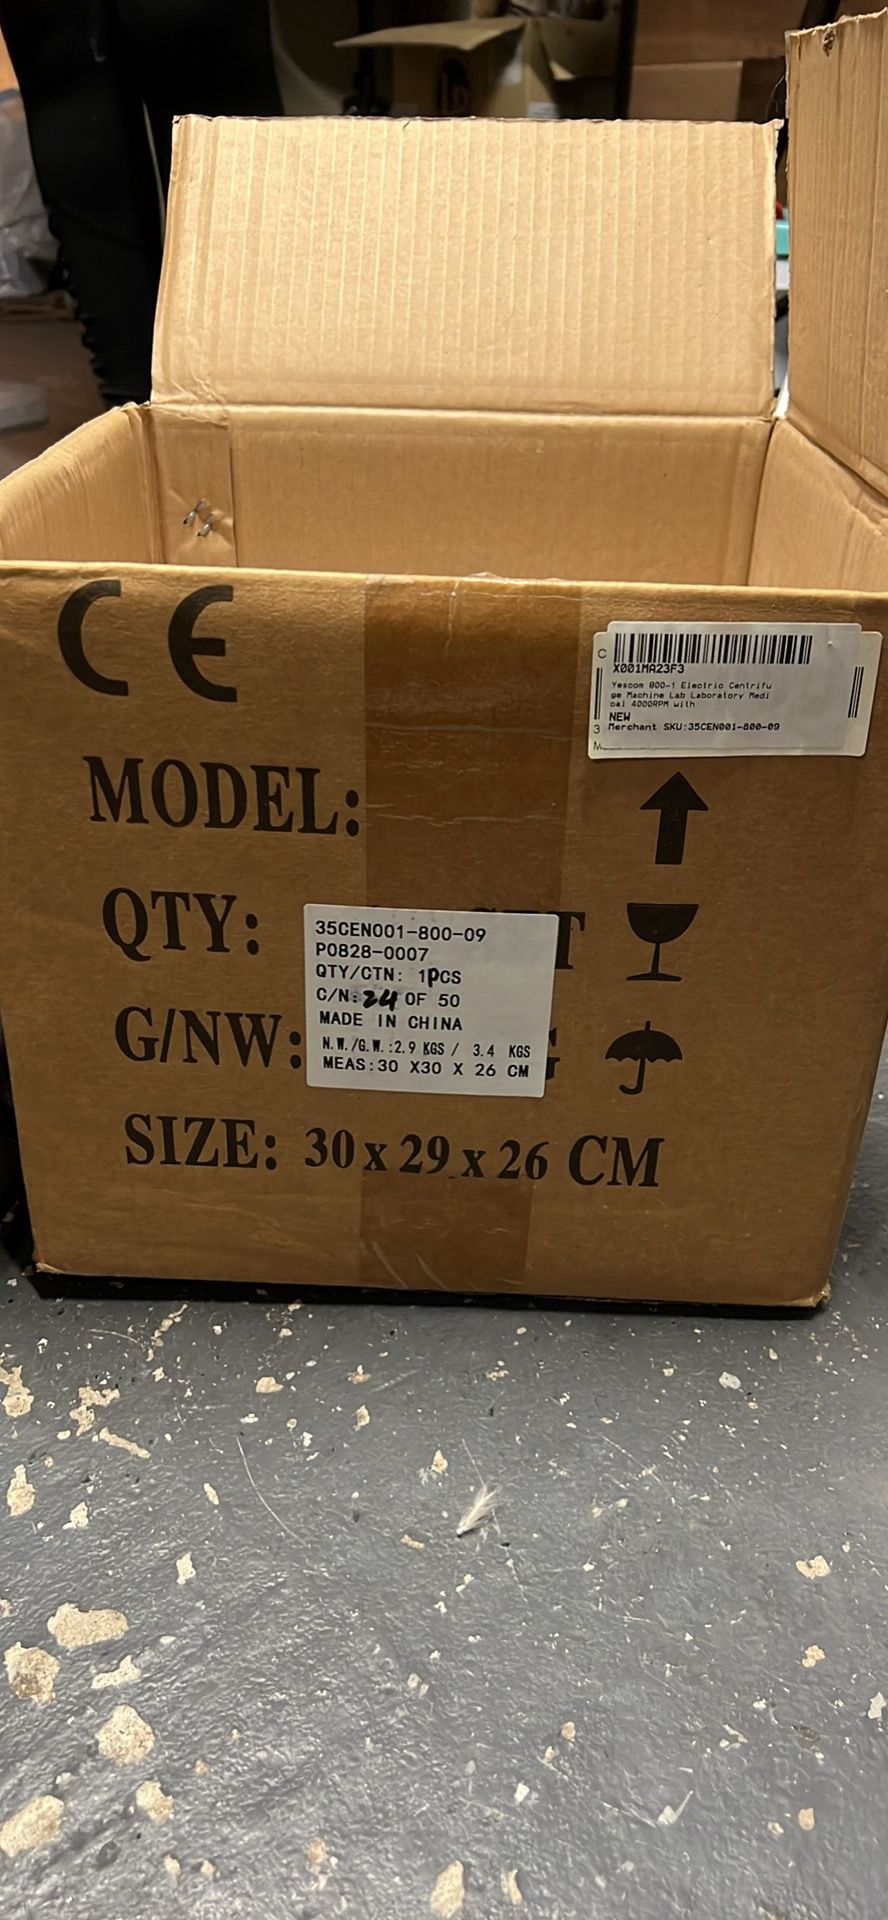 CE
X001MA23F3
Yescom 800-1 Electric Centrifu
ge Machine Lab Laboratory Medi
cal 4000RPM with
NEW
Merchant SKU:35CEN001-800-09
MODEL:
QTY:
35CEN001-800-09
P0828-0007
QTY/CTN: 1PCS
C/N: 24 OF 50
MADE IN CHINA
N.W./G.W.:2.9 KGS / 3.4 KGS
MEAS:30 X30 X 26 CM
G/NW:
SIZE: 30 x 29 x 26 CM